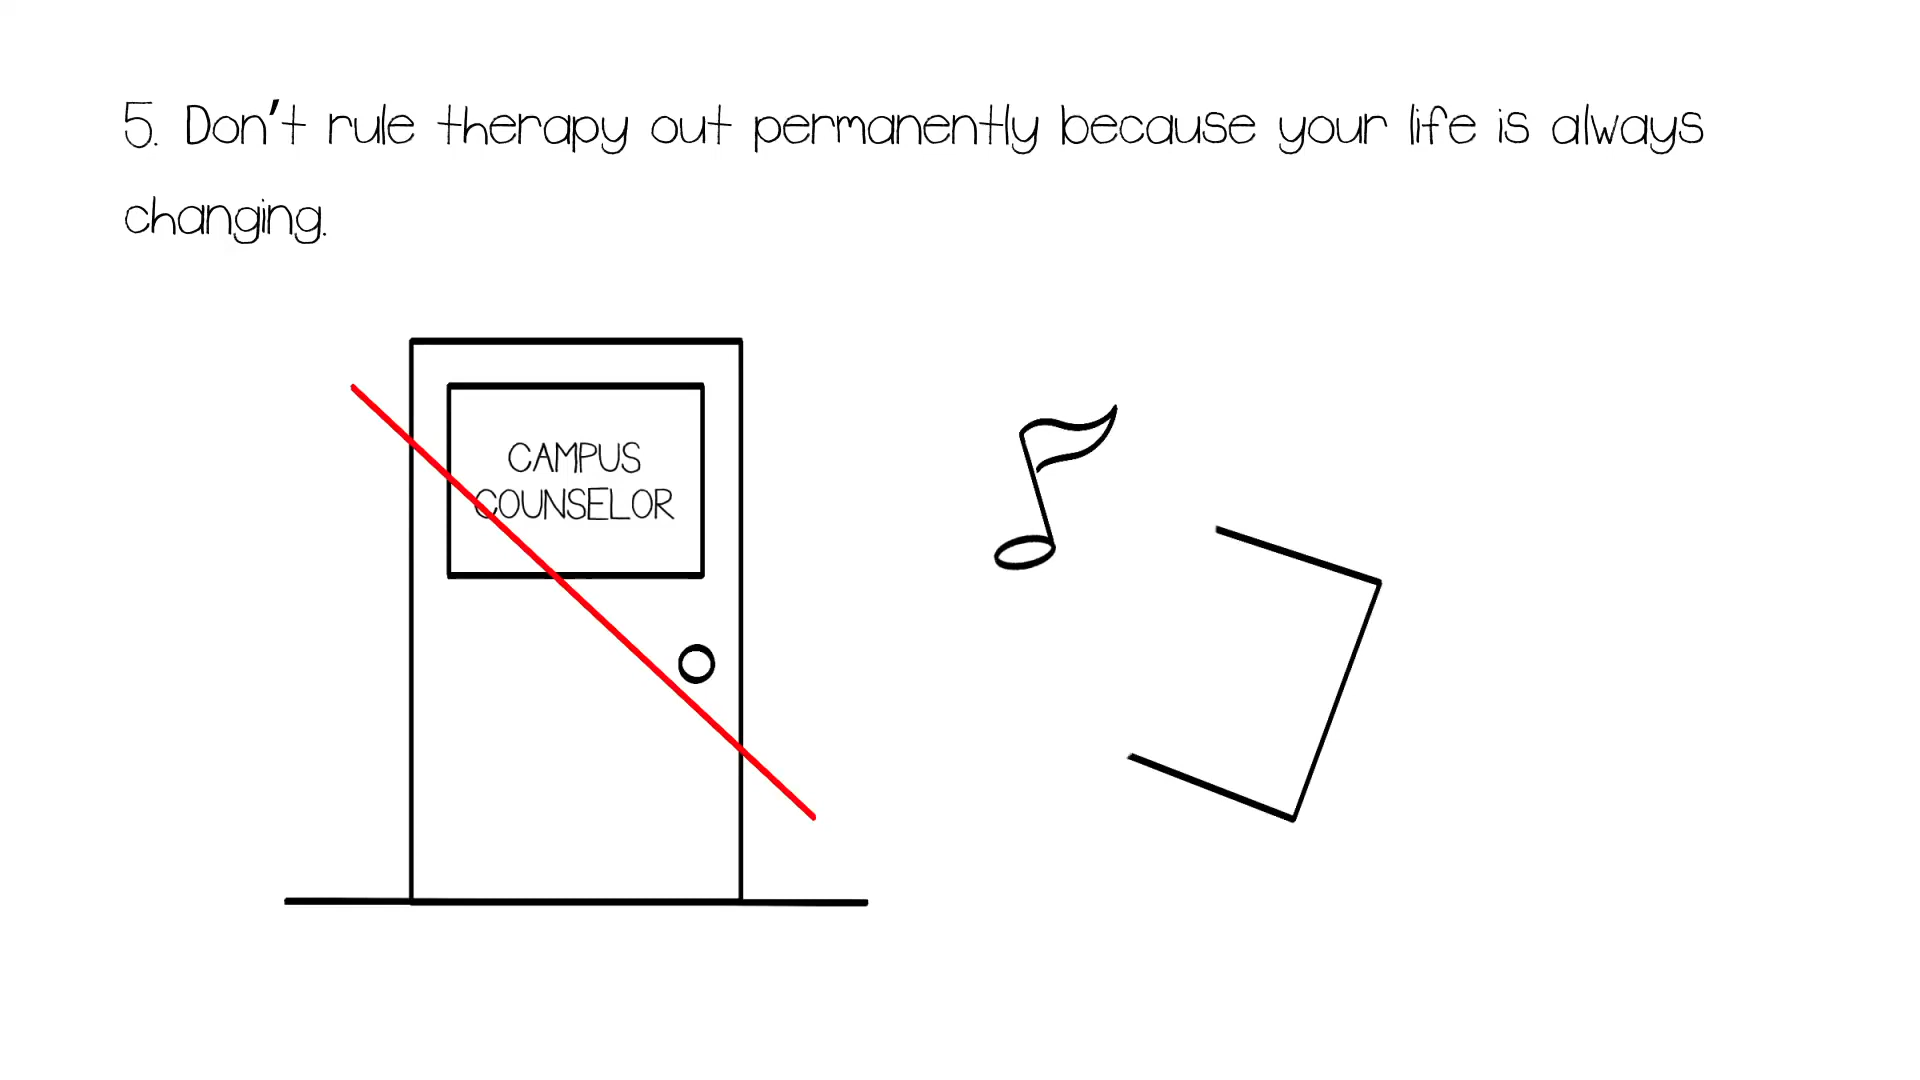 5. Don't rule therapy out permanently because your life is always
changing.
CAMPUS
COUNSELOR